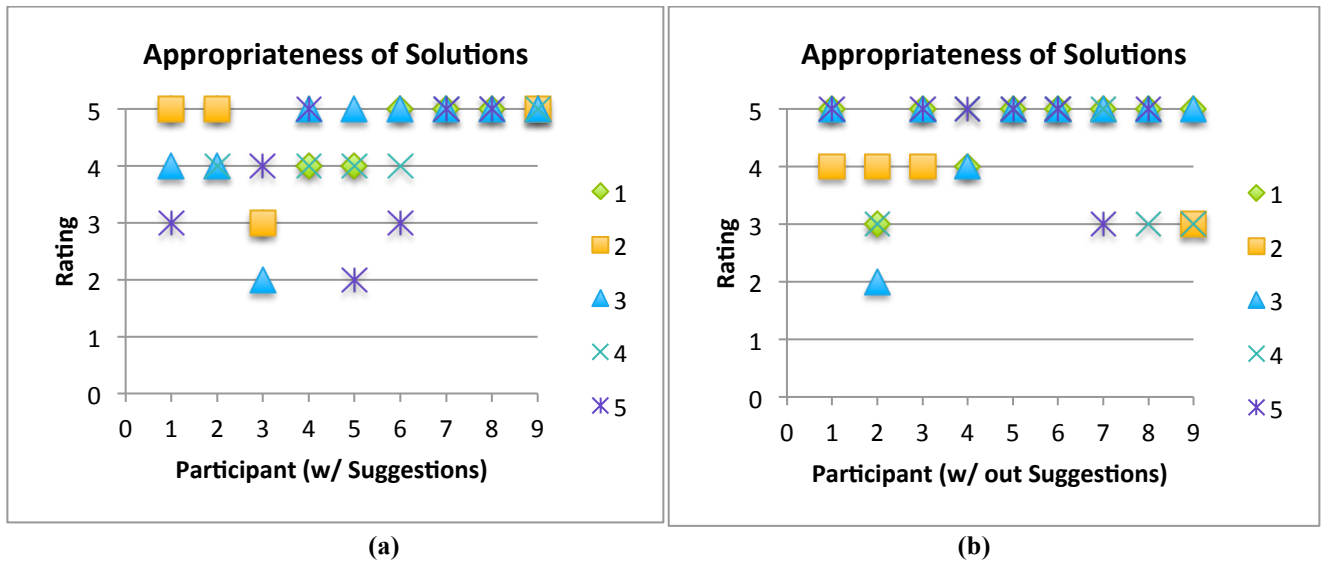 Appropriateness of Solutions
5
4
3
2
1
0
Rating
0 1 2 3 4 5 6 7 8 9
Participant (w/ Suggestions)
1
2
3
4
5
(a)
Appropriateness of Solutions
5
4
3
2
1
0
Rating
0 1 2 3 4 5 6 7 8 9
Participant (w/ out Suggestions)
1
2
3
4
5
(b)